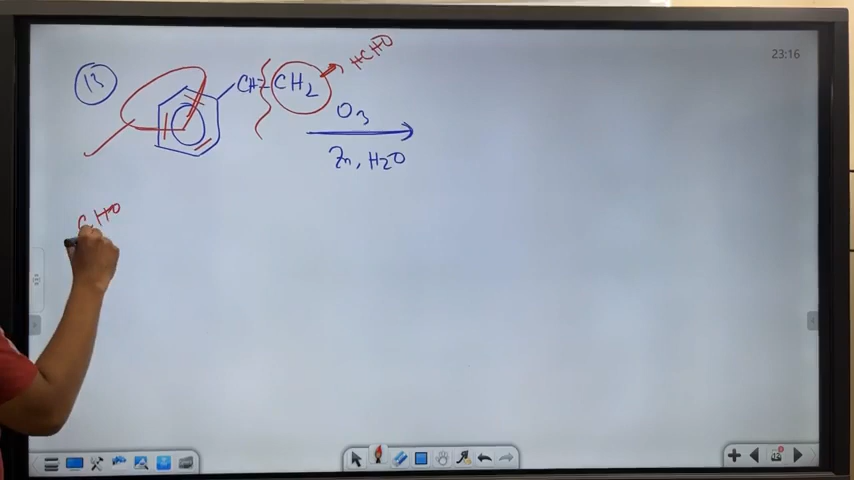 23:16
13
CH=CH2
HCHO
O3
Zn, H2O
CHO